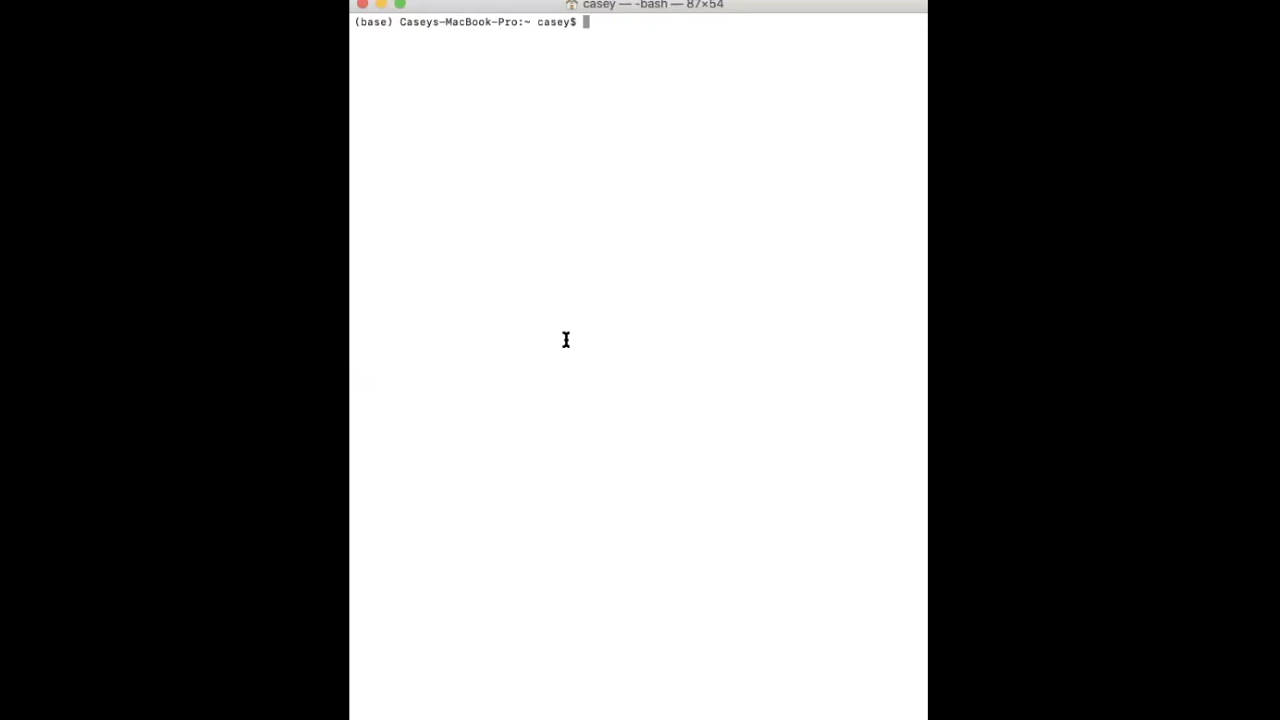 casey — -bash — 87×54
(base) Caseys-MacBook-Pro:~ casey$